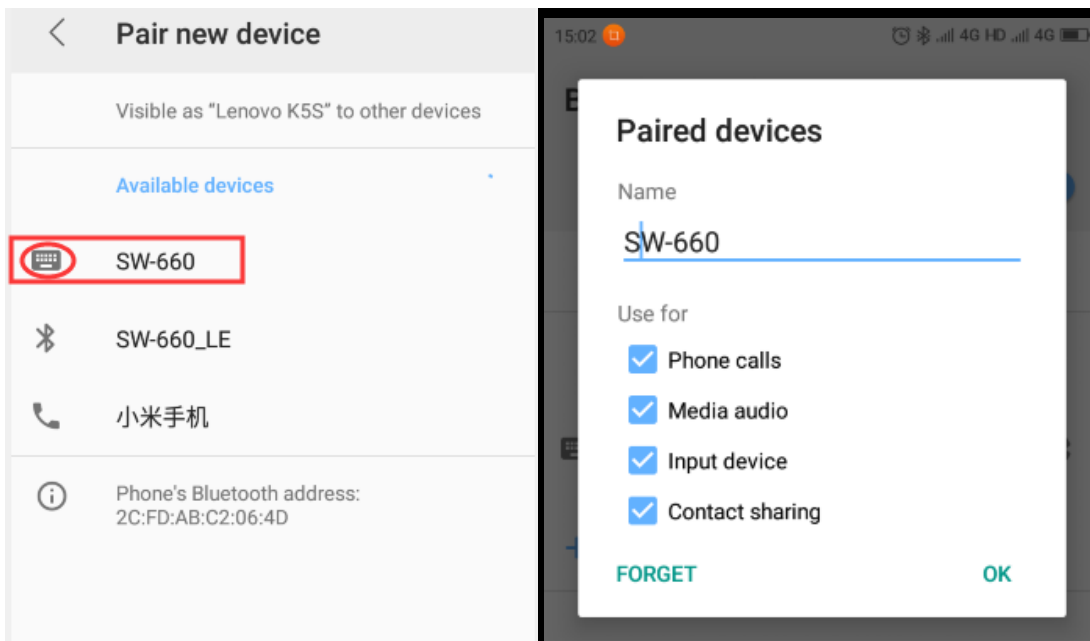 Pair new device
Visible as "Lenovo K5S" to other devices
Available devices
SW-660
SW-660_LE
小米手机
Phone's Bluetooth address:
2C:FD:AB:C2:06:4D
15:02
4G HD 4G
B
Paired devices
Name
SW-660
Use for
Phone calls
Media audio
Input device
Contact sharing
FORGET
OK